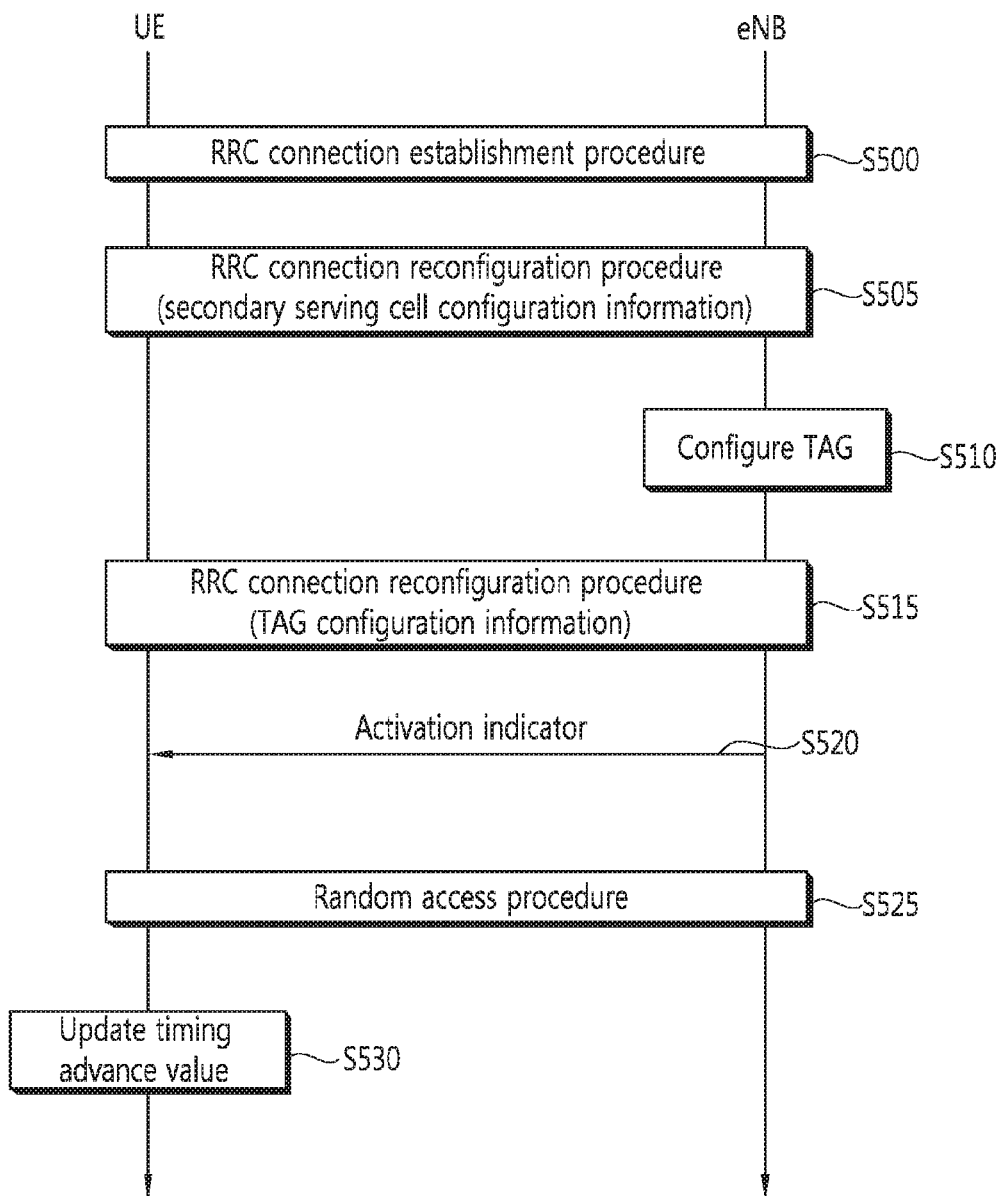 UE
eNB
RRC connection establishment procedure
S500
RRC connection reconfiguration procedure
(secondary serving cell configuration information)
S505
Configure TAG
S510
RRC connection reconfiguration procedure
(TAG configuration information)
S515
Activation indicator
S520
Random access procedure
S525
Update timing
advance value
S530